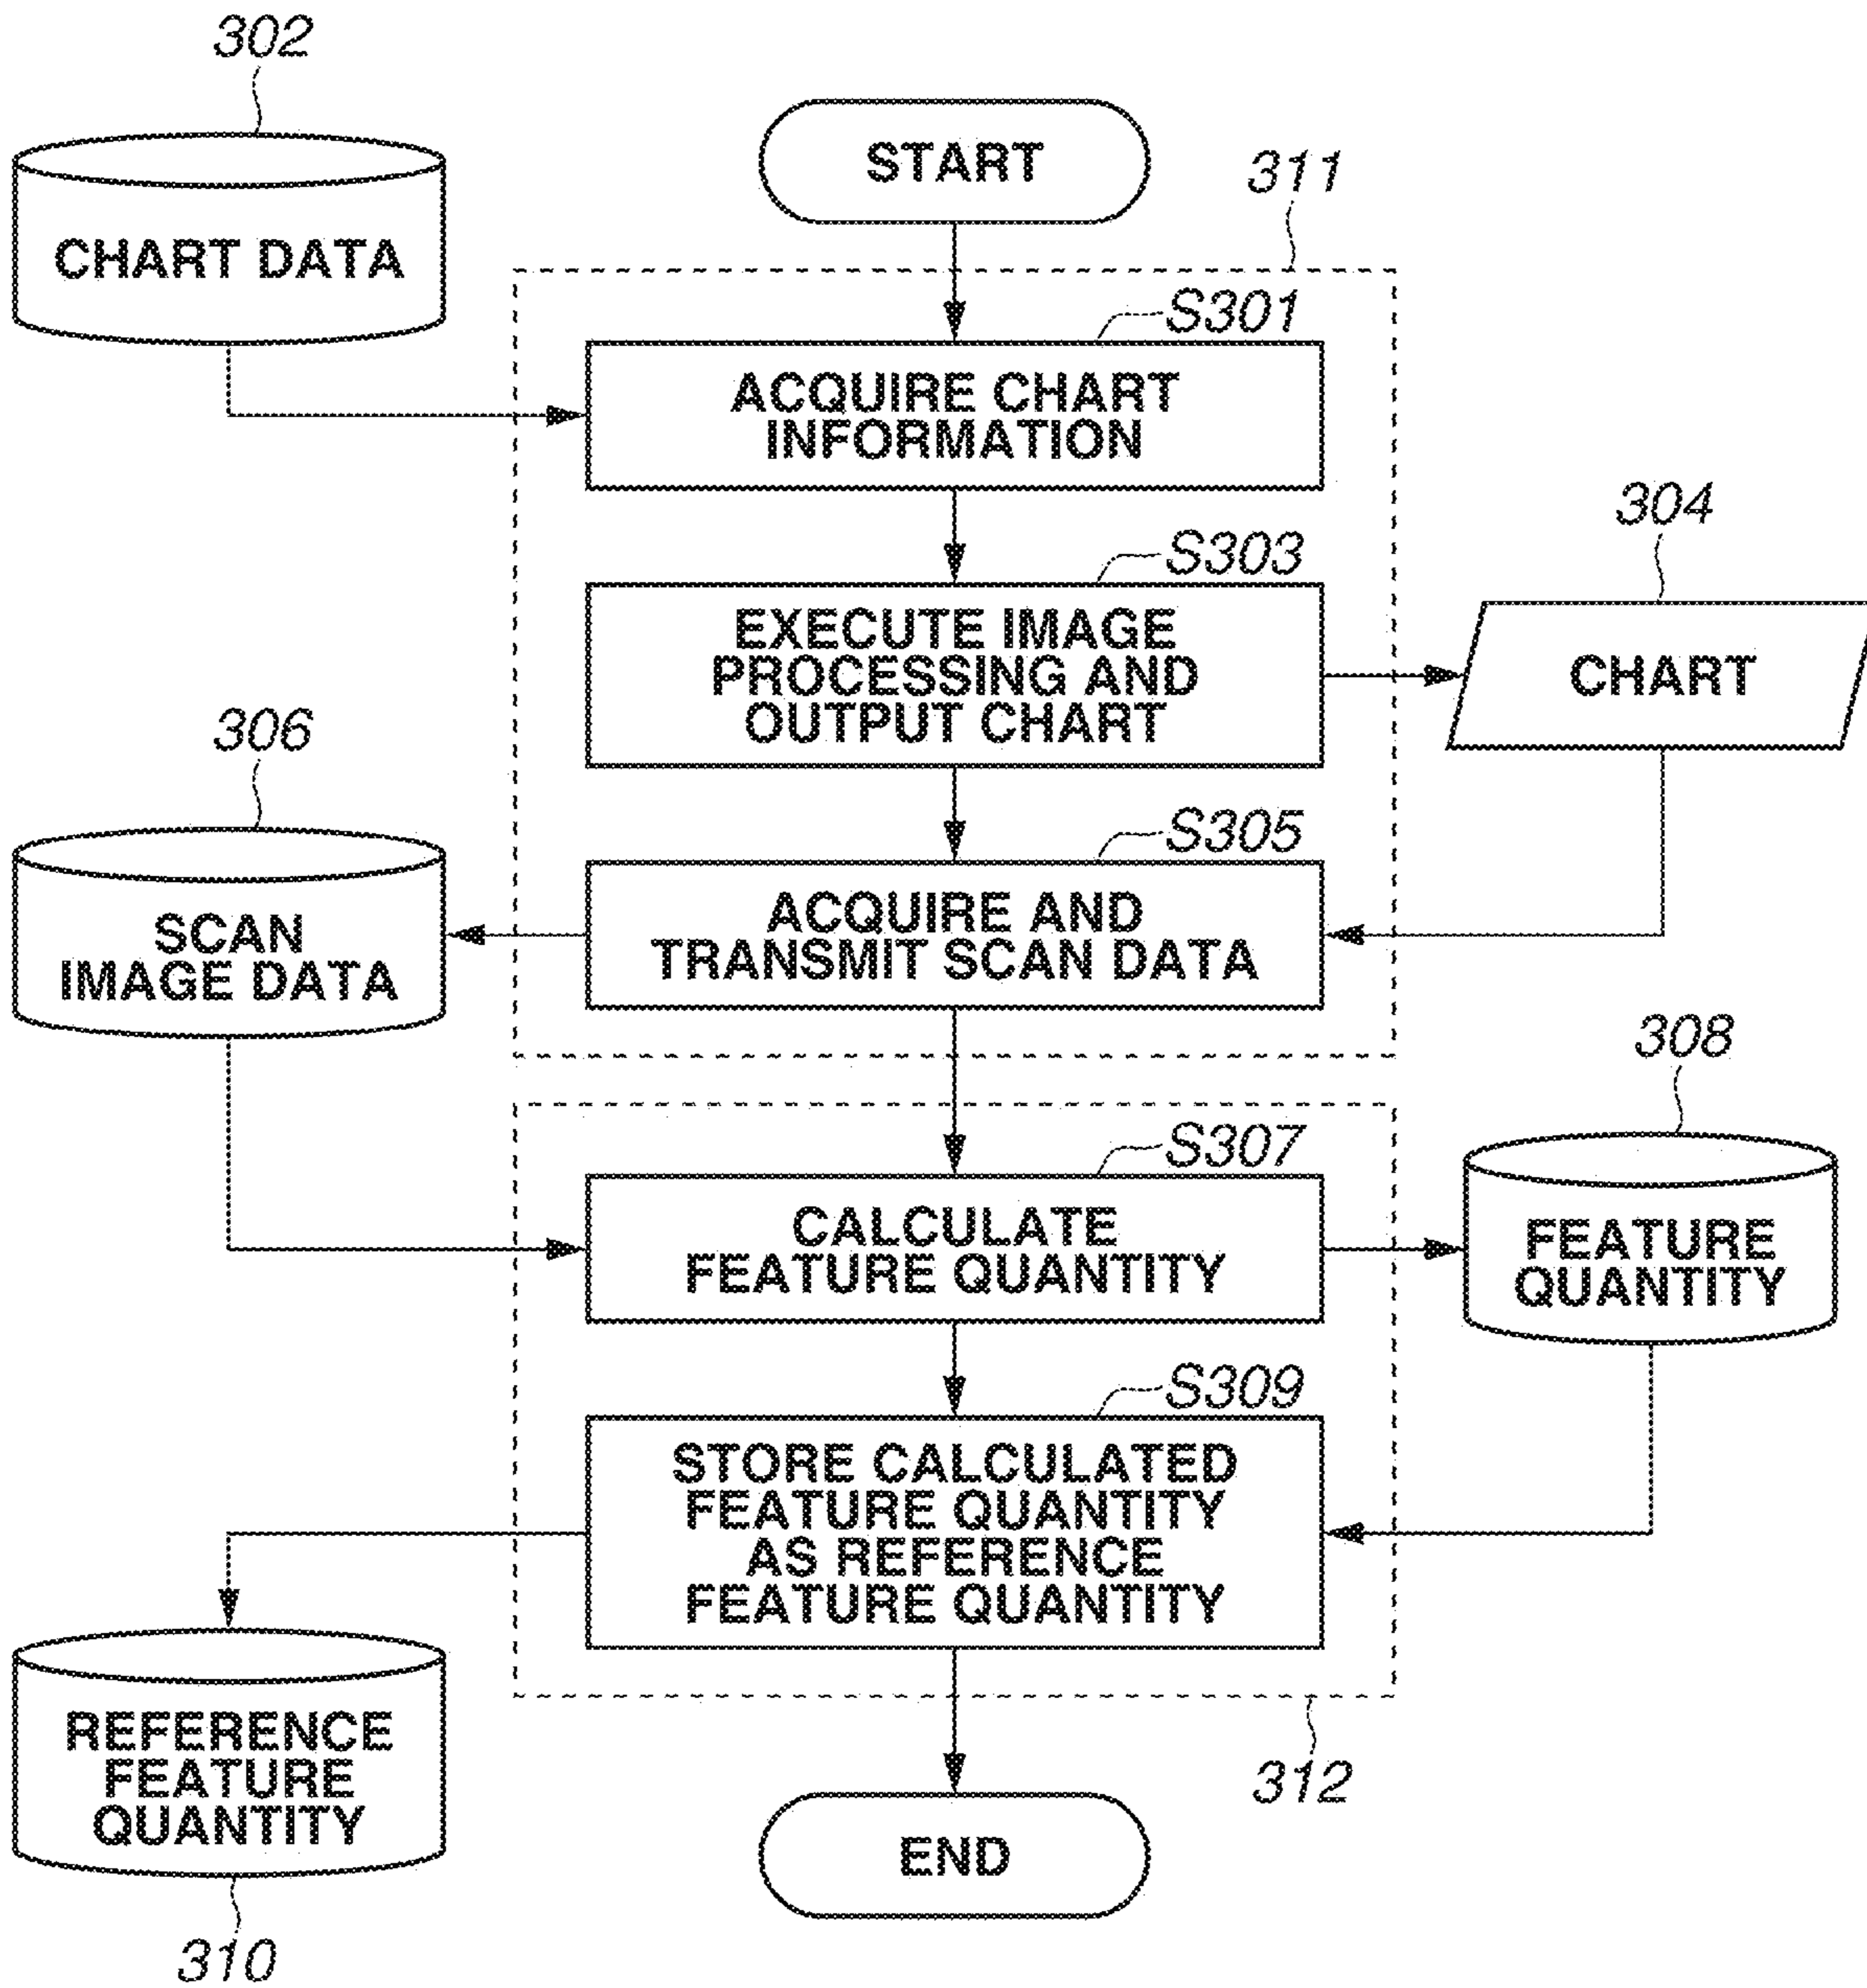 302
CHART DATA
START
311
S301
ACQUIRE CHART
INFORMATION
S303
EXECUTE IMAGE
PROCESSING AND
OUTPUT CHART
304
CHART
306
SCAN
IMAGE DATA
S305
ACQUIRE AND
TRANSMIT SCAN DATA
308
FEATURE
QUANTITY
S307
CALCULATE
FEATURE QUANTITY
S309
STORE CALCULATED
FEATURE QUANTITY
AS REFERENCE
FEATURE QUANTITY
REFERENCE
FEATURE
QUANTITY
310
312
END